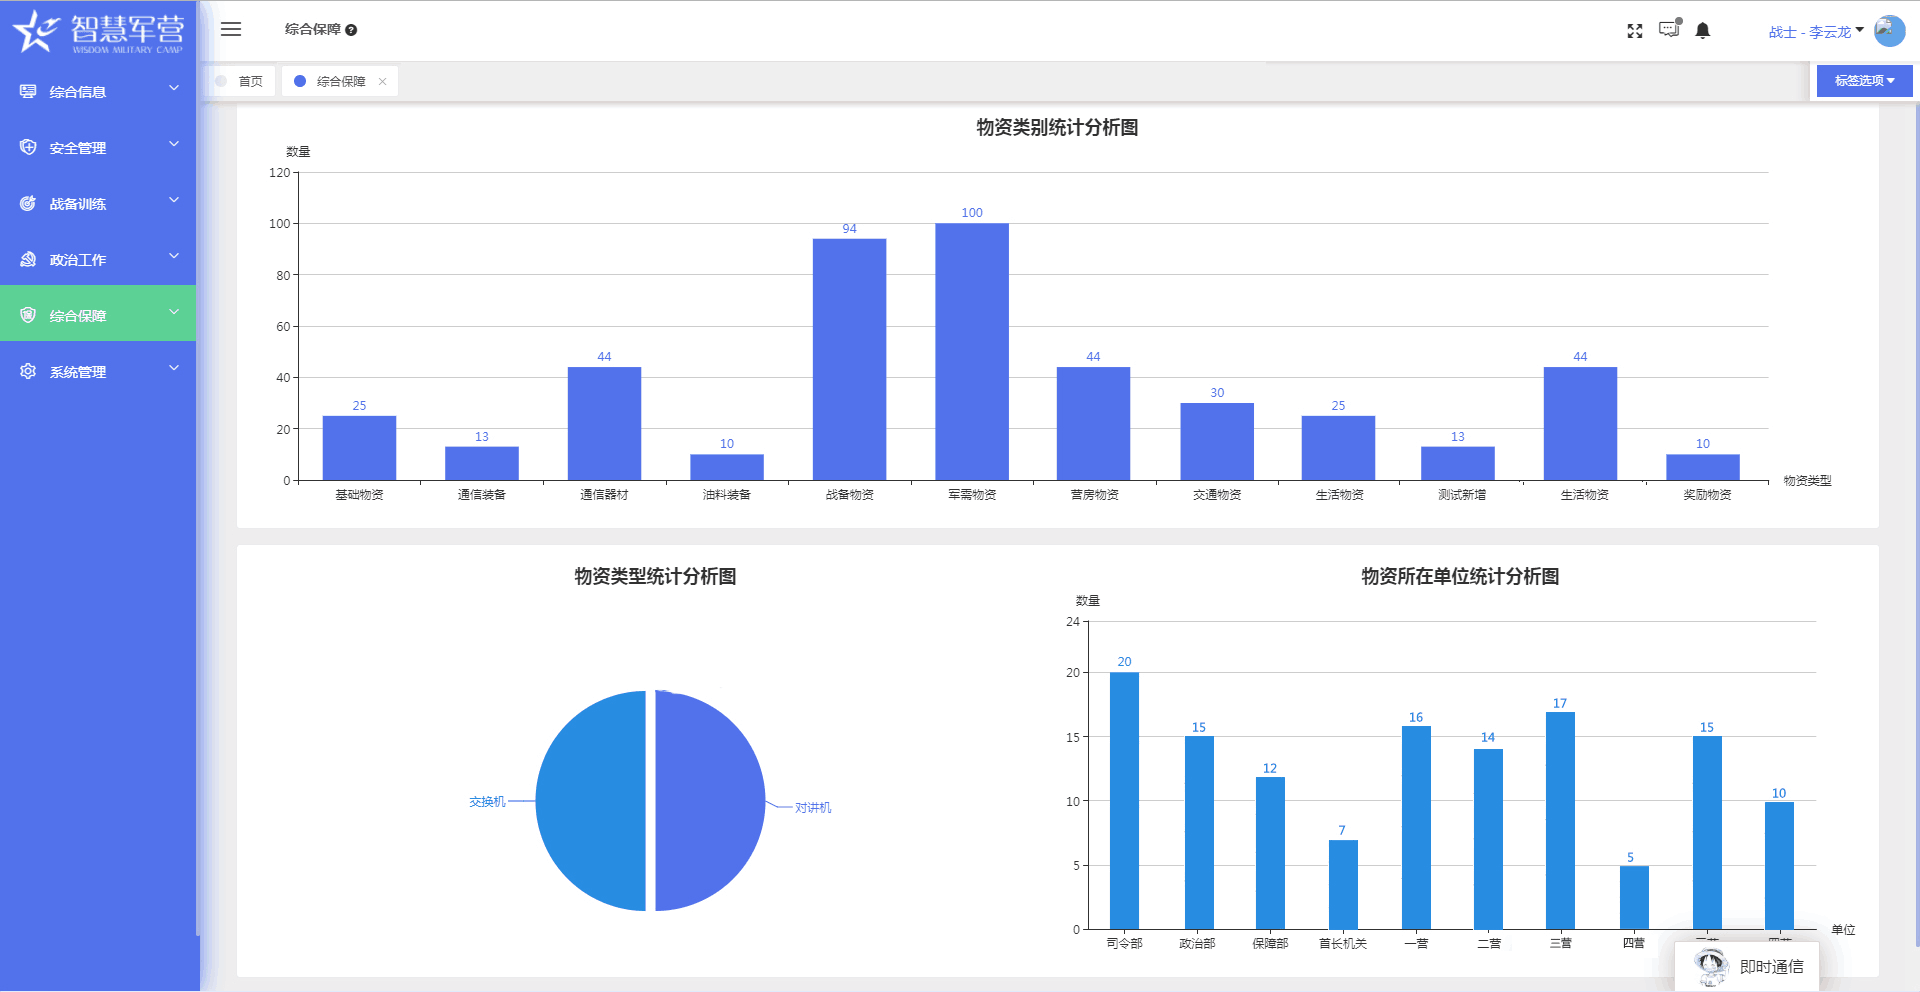 智慧军营
WISDOM MILITARY CAMP
综合保障
战士 - 李云龙
首页
综合保障
标签选项
综合信息
安全管理
战备训练
政治工作
综合保障
系统管理
物资类别统计分析图
数量
120
100
80
60
40
20
0
25
13
44
10
94
100
44
30
25
13
44
10
基础物资 通信装备 通信器材 油料装备 战备物资 军需物资 营房物资 交通物资 生活物资 测试新增 生活物资 奖励物资
物资类型
物资类型统计分析图
交换机
对讲机
物资所在单位统计分析图
数量
24
20
15
10
5
0
20
15
12
7
16
14
17
5
15
10
司令部 政治部 保障部 首长机关 一营 二营 三营 四营
单位
即时通信